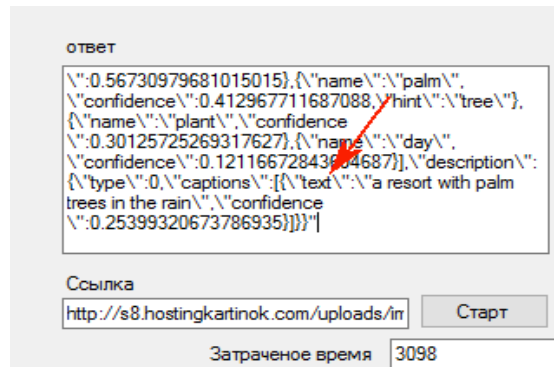 ответ
\":0.56730979681015015},{\"name\":\"palm\",
\"confidence\":0.412967711687088,\"hint\":\"tree\"},
{\"name\":\"plant\",\"confidence
\":0.30125725269317627},{\"name\":\"day\",
\"confidence\":0.12116672843694687}],\"description\":
{\"type\":0,\"captions\":[{\"text\":\"a resort with palm
trees in the rain\",\"confidence
\":0.25399320673786935}]}}"
Ссылка
http://s8.hostingkartinok.com/uploads/im Старт
Затраченое время 3098